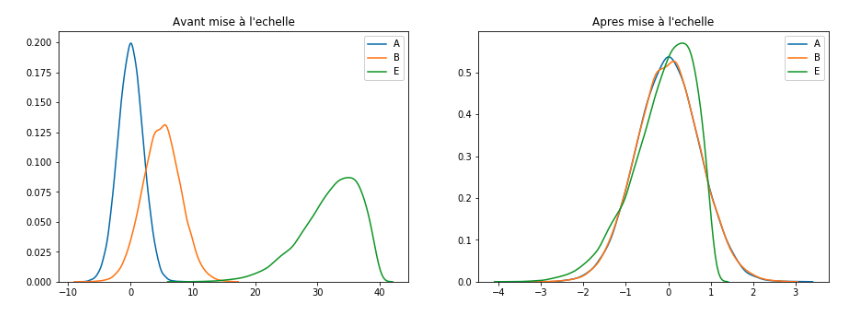 Avant mise à l'echelle
A
B
E
0.200
0.175
0.150
0.125
0.100
0.075
0.050
0.025
0.000
−10 0 10 20 30 40
Apres mise à l'echelle
A
B
E
0.5
0.4
0.3
0.2
0.1
0.0
−4 −3 −2 −1 0 1 2 3